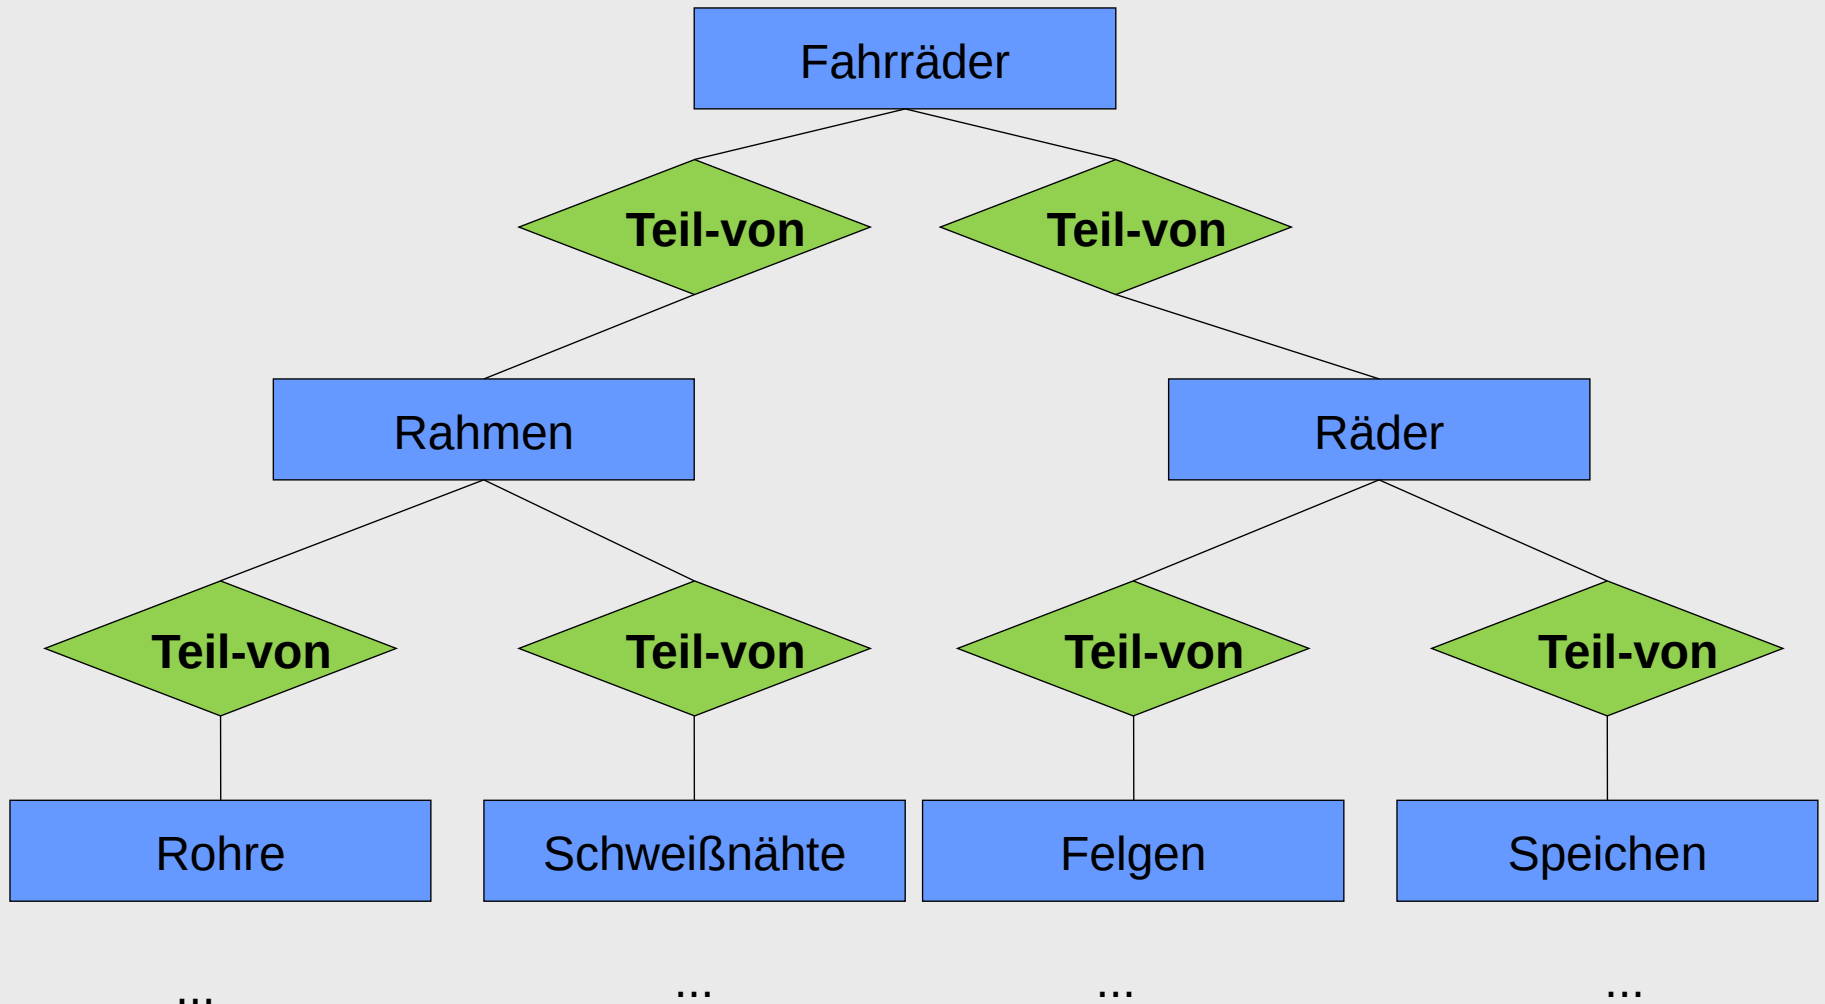 Fahrräder
Teil-von
Teil-von
Rahmen
Räder
Teil-von
Teil-von
Teil-von
Teil-von
Rohre
Schweißnähte
Felgen
Speichen
...
...
...
...